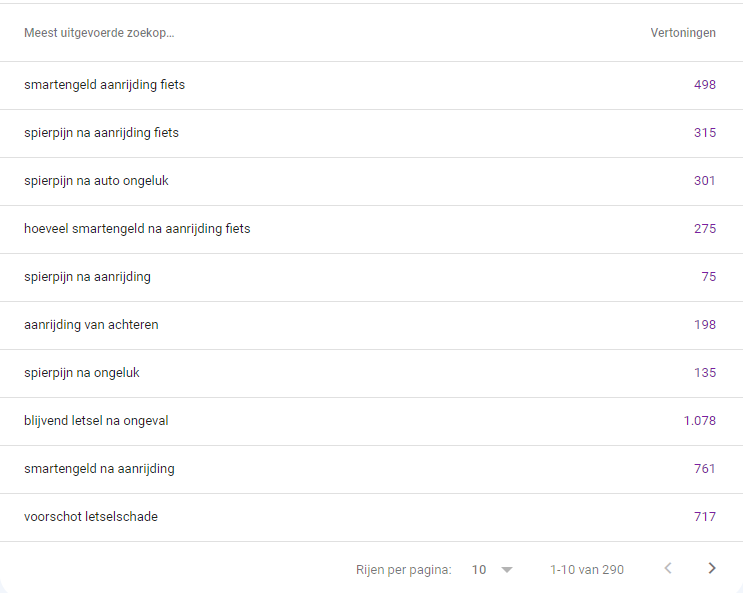 Meest uitgevoerde zoekop... Vertoningen
smartengeld aanrijding fiets 498
spierpijn na aanrijding fiets 315
spierpijn na auto ongeluk 301
hoeveel smartengeld na aanrijding fiets 275
spierpijn na aanrijding 75
aanrijding van achteren 198
spierpijn na ongeluk 135
blijvend letsel na ongeval 1.078
smartengeld na aanrijding 761
voorschot letselschade 717
Rijen per pagina: 10 1-10 van 290